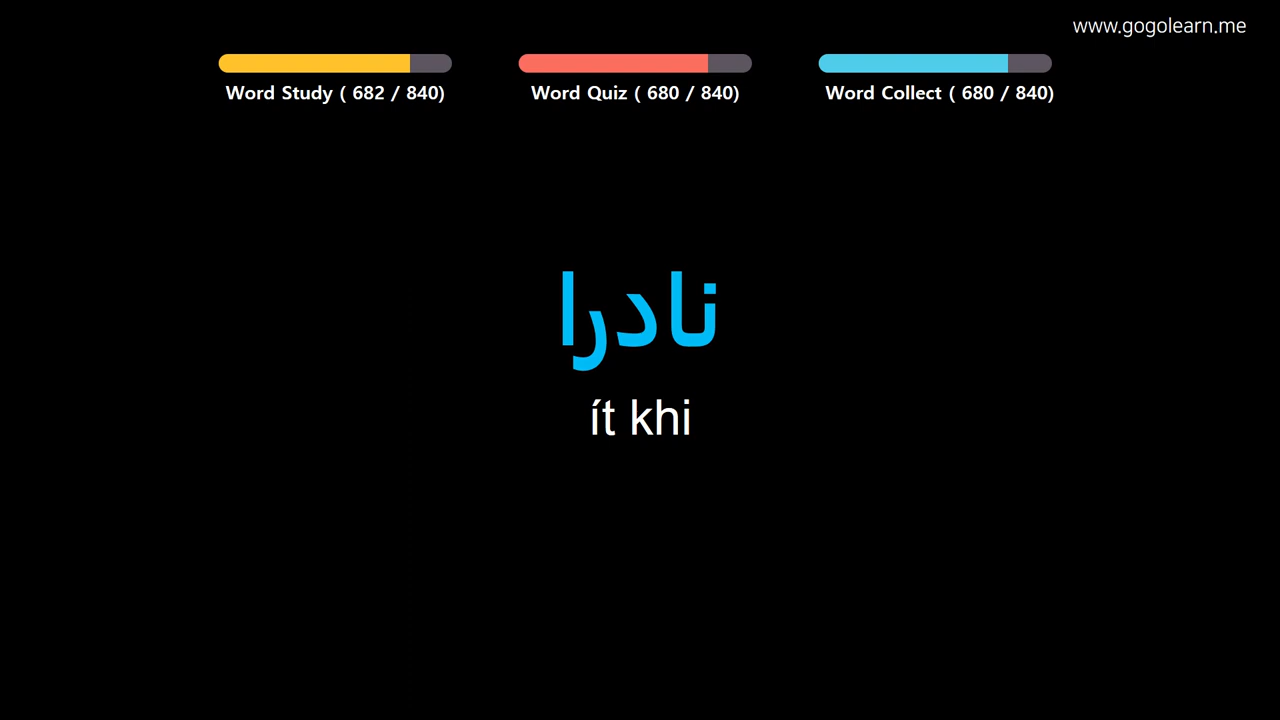 www.gogolearn.me
Word Study ( 682 / 840)
Word Quiz ( 680 / 840)
Word Collect ( 680 / 840)
نادرا
ít khi